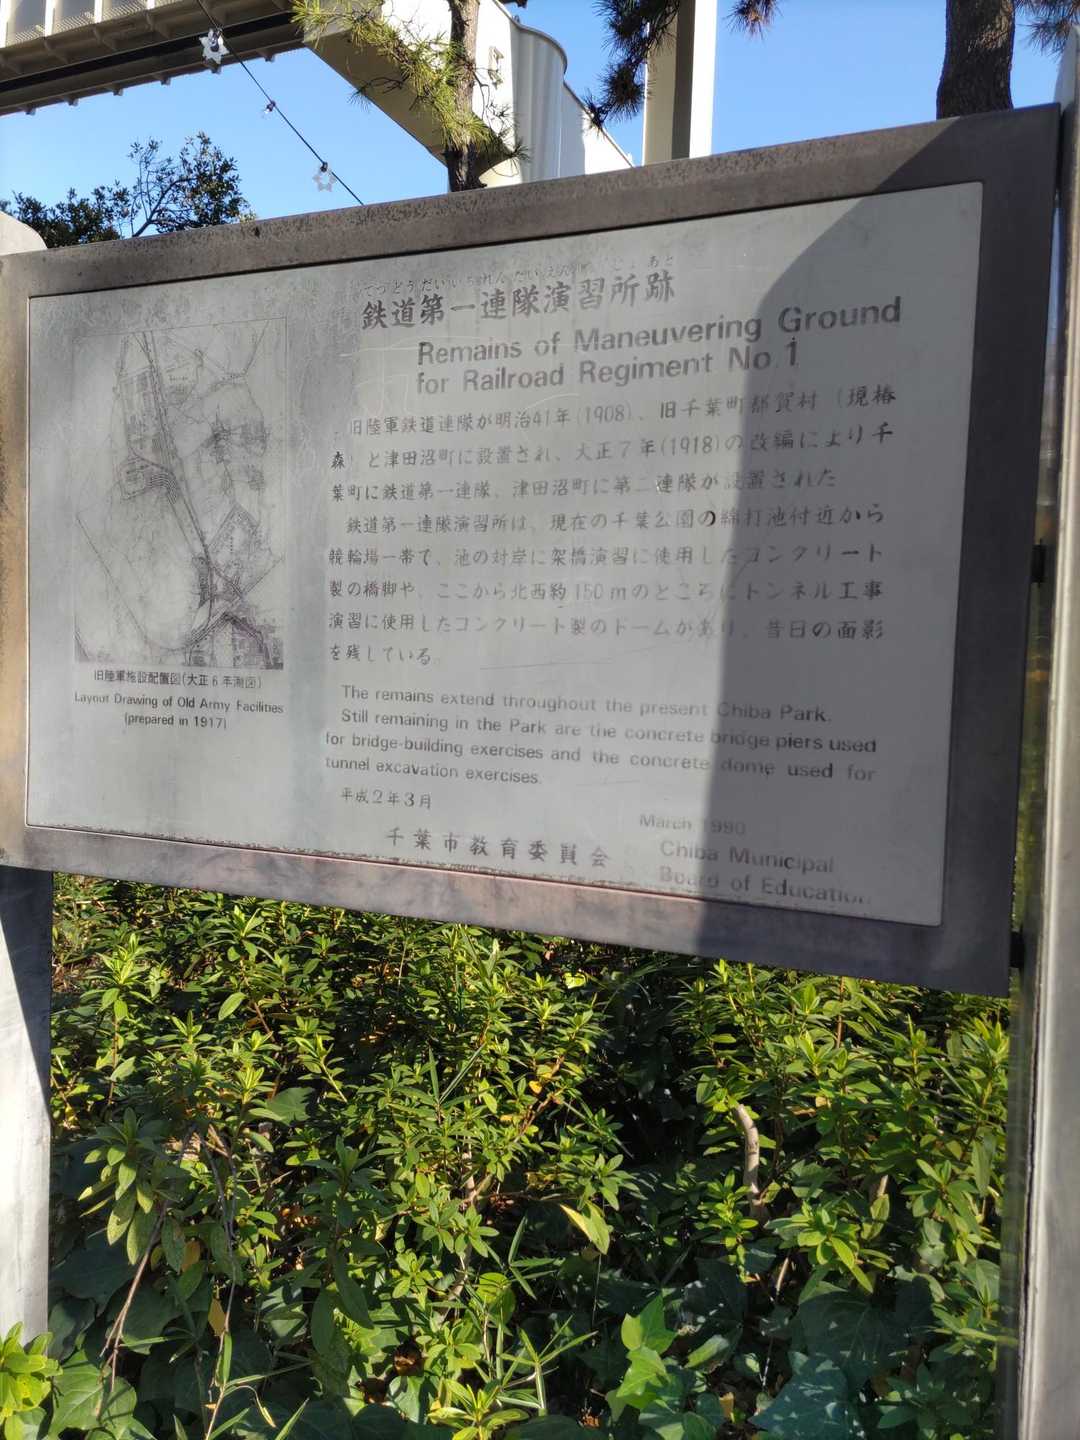 てつどうだいいちれんたいえんしゅうじょあと
鉄道第一連隊演習所跡
Remains of Maneuvering Ground
for Railroad Regiment No.1
旧陸軍鉄道連隊が明治41年(1908)、旧千葉町都賀村（現椿
森）と津田沼町に設置され、大正7年(1918)の改編により千
葉町に鉄道第一連隊、津田沼町に第二連隊が設置された
鉄道第一連隊演習所は、現在の千葉公園の綿打池付近から
競輪場一帯で、池の対岸に架橋演習に使用したコンクリート
製の橋脚や、ここから北西約150mのところにトンネル工事
演習に使用したコンクリート製のドームがあり、昔日の面影
を残している。
The remains extend throughout the present Chiba Park.
Still remaining in the Park are the concrete bridge piers used
for bridge-building exercises and the concrete dome used for
tunnel excavation exercises.
平成2年3月
千葉市教育委員会
March 1990
Chiba Municipal
Board of Education
旧陸軍施設配置図(大正6年測図)
Layout Drawing of Old Army Facilities
(prepared in 1917)